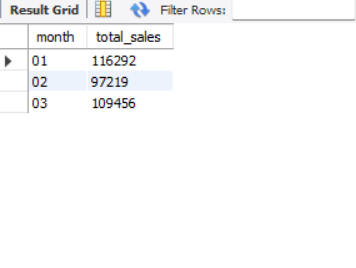 Result Grid Filter Rows:
month total_sales
01 116292
02 97219
03 109456